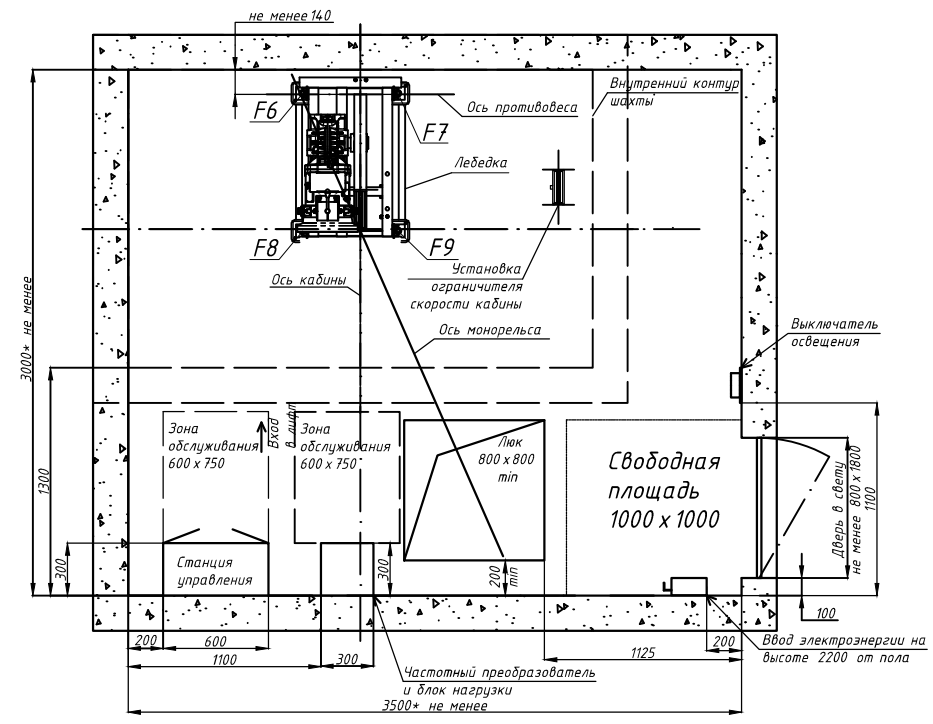 не менее 140
Внутренний контур
шахты
F6
Ось противовеса
F7
Лебедка
F8
F9
Установка
ограничителя
скорости кабины
Ось кабины
3000* не менее
Ось монорельса
Выключатель
освещения
Зона
обслуживания
600 x 750
Вход
в лифт
Зона
обслуживания
600 x 750
Люк
800 x 800
min
Свободная
площадь
1000 x 1000
Дверь в свету
не менее 800 x 1800
1100
1300
300
Станция
управления
300
200
min
100
200
600
1100
300
1125
200
Ввод электроэнергии на
высоте 2200 от пола
Частотный преобразователь
и блок нагрузки
3500* не менее